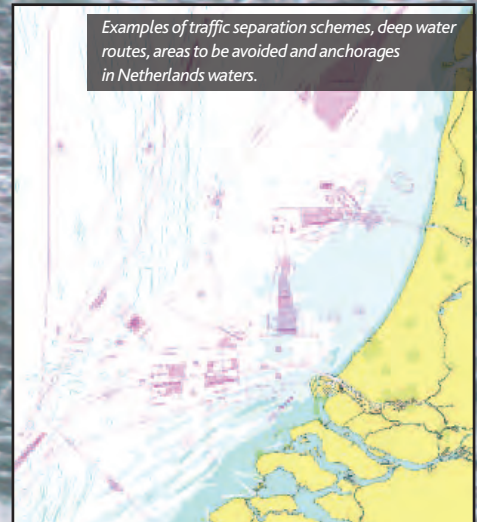 Examples of traffic separation schemes, deep water
routes, areas to be avoided and anchorages
in Netherlands waters.